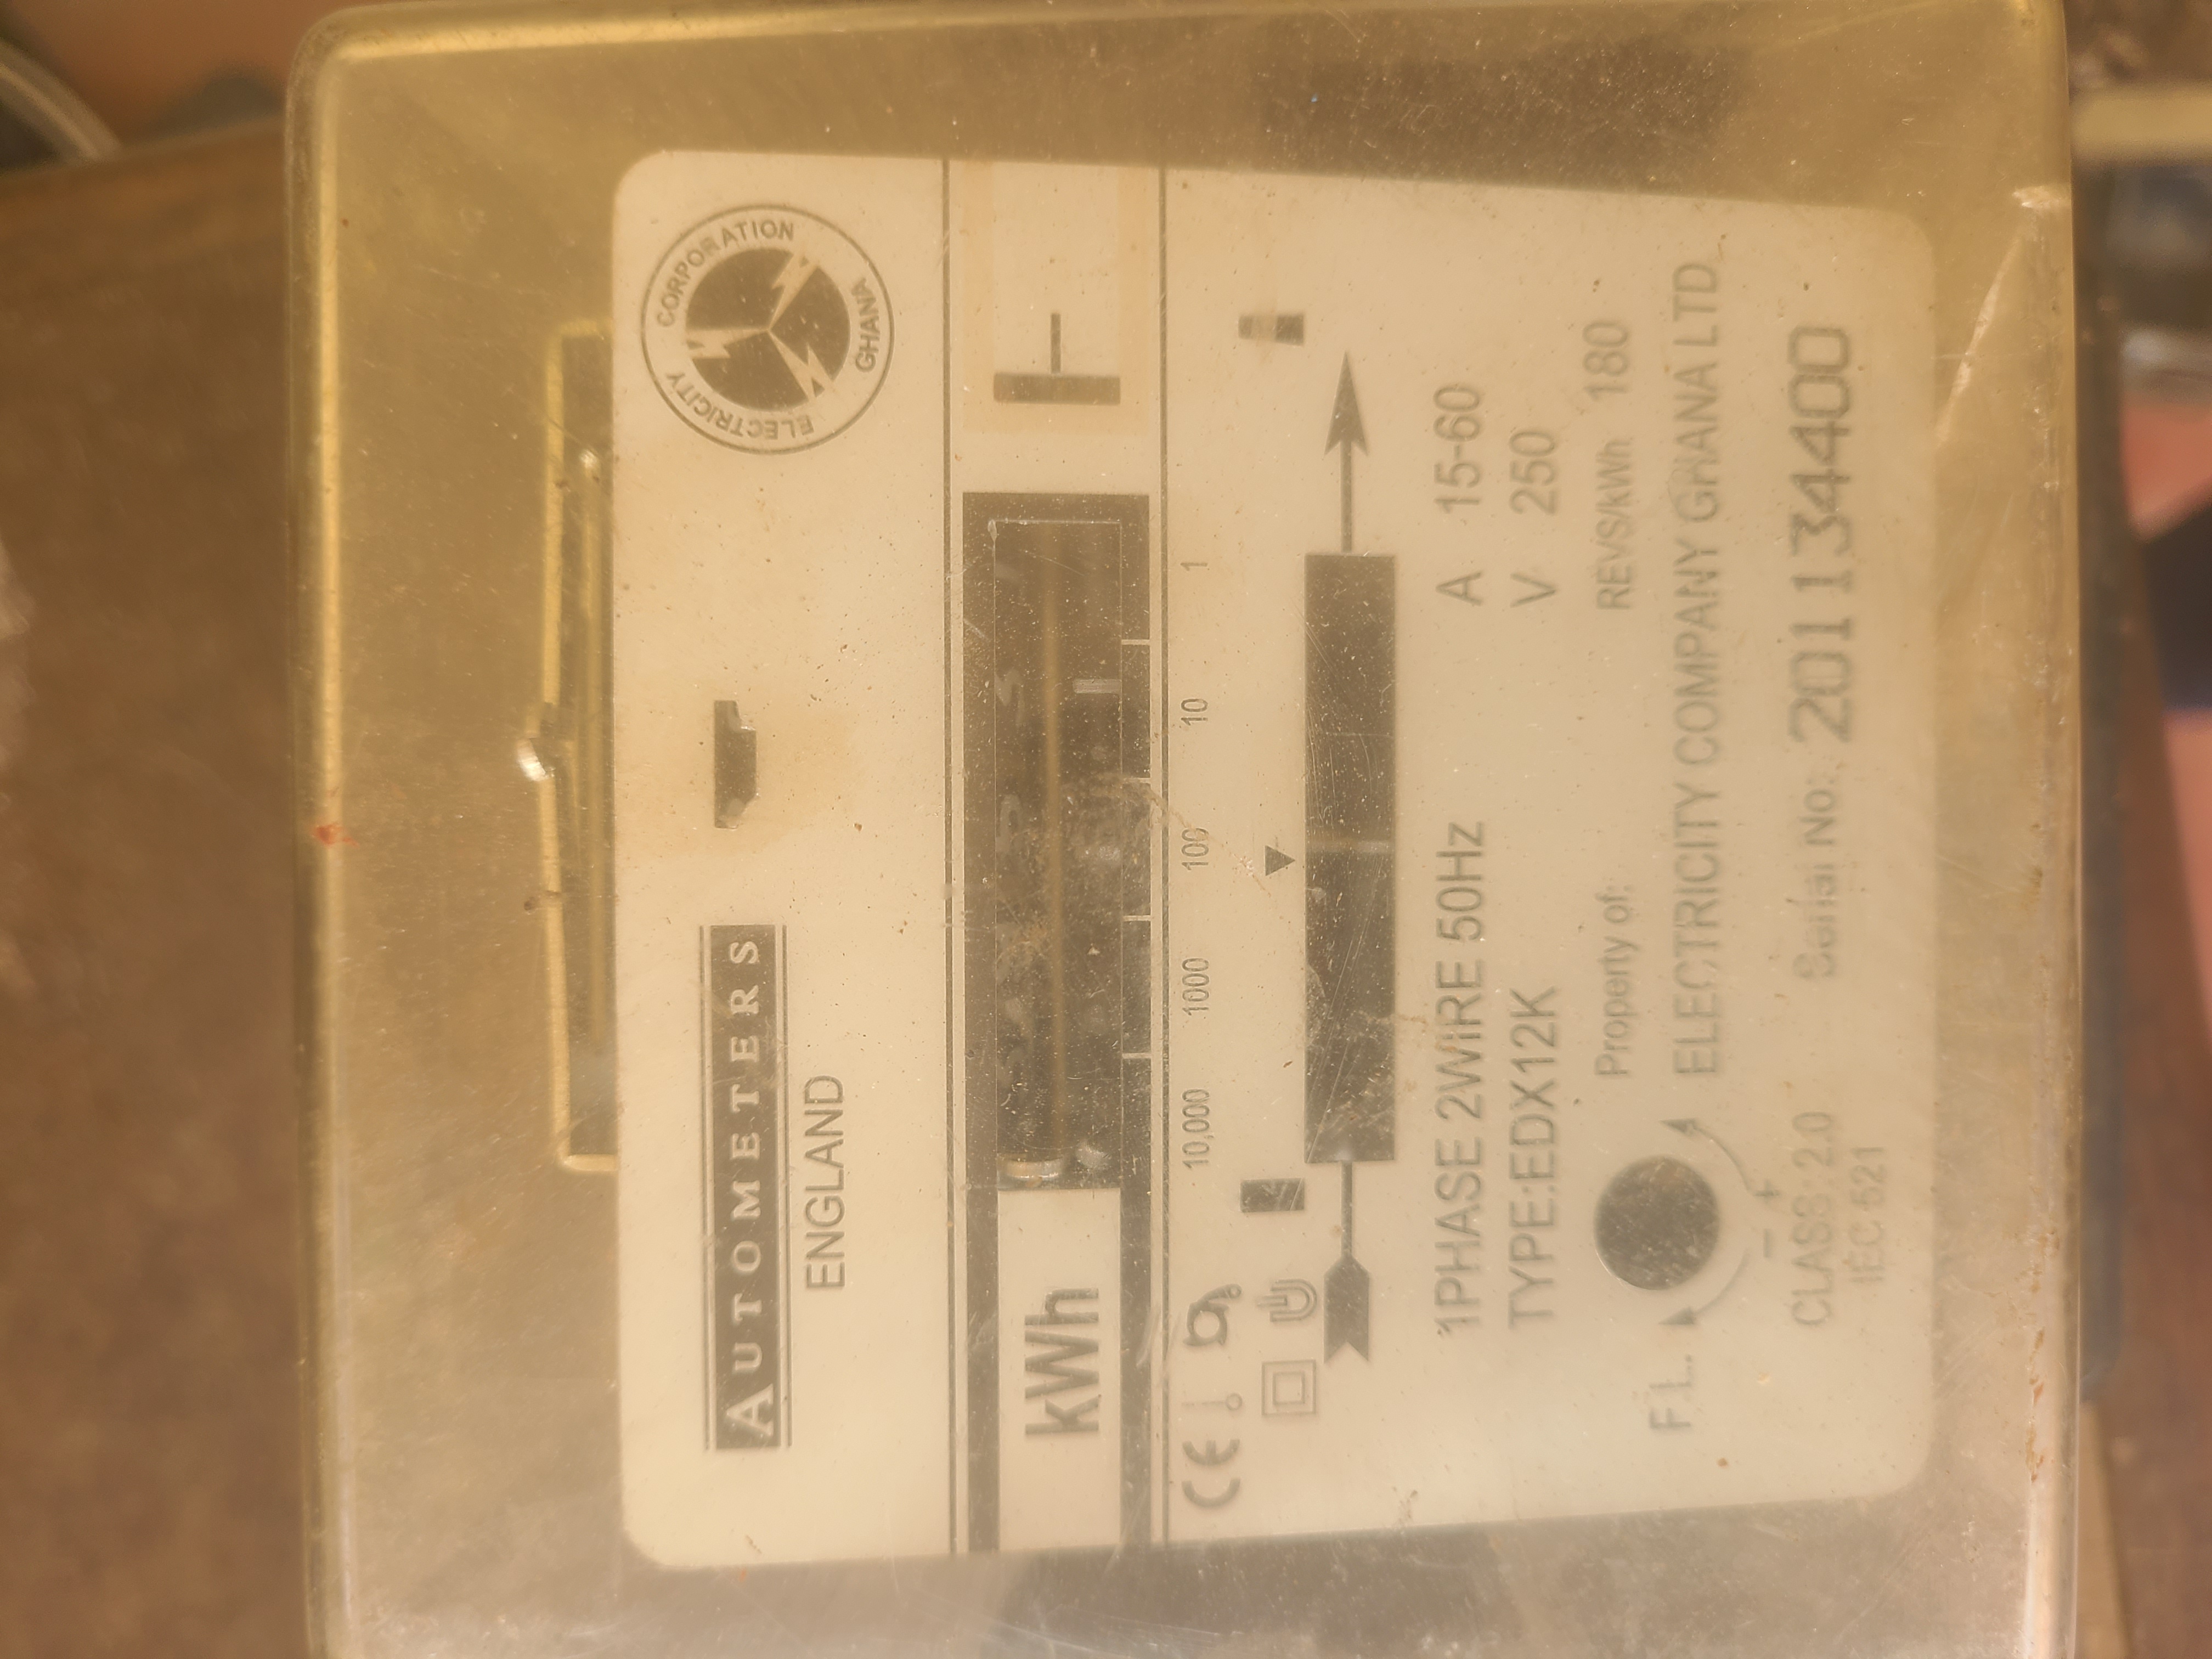 AUTOMETERS
ENGLAND
ELECTRICITY CORPORATION
GHANA
kWh
10,000 1000 100 10 1
CE
1PHASE 2WIRE 50Hz A 15-60
TYPE:EDX12K V 250
Property of: REVS/kWh 180
F.L.
ELECTRICITY COMPANY GHANA LTD
- +
CLASS: 2.0 Serial No: 201134400
IEC 521